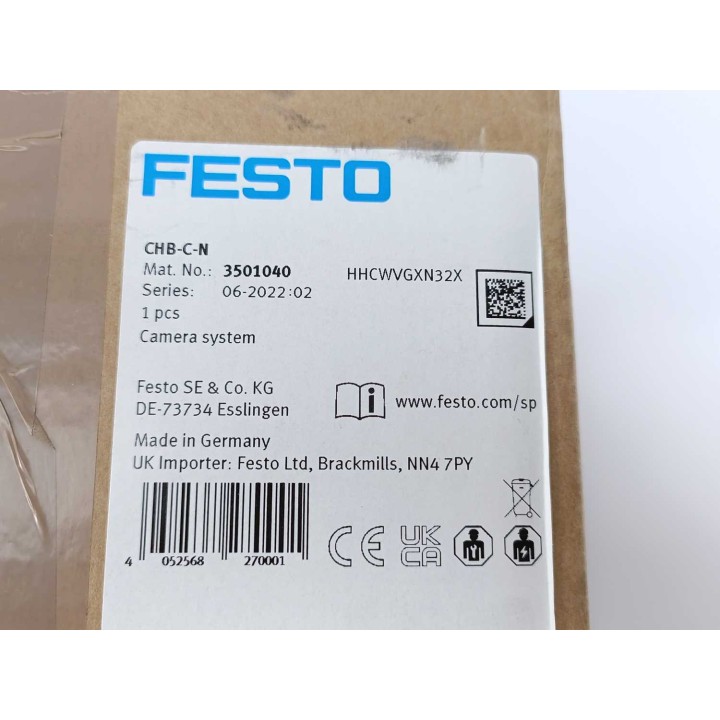 FESTO
CHB-C-N
Mat. No.: 3501040 HHCWVGXN32X
Series: 06-2022:02
1 pcs
Camera system
Festo SE & Co. KG
DE-73734 Esslingen
www.festo.com/sp
Made in Germany
UK Importer: Festo Ltd, Brackmills, NN4 7PY
4 052568 270001
CE
UK
CA